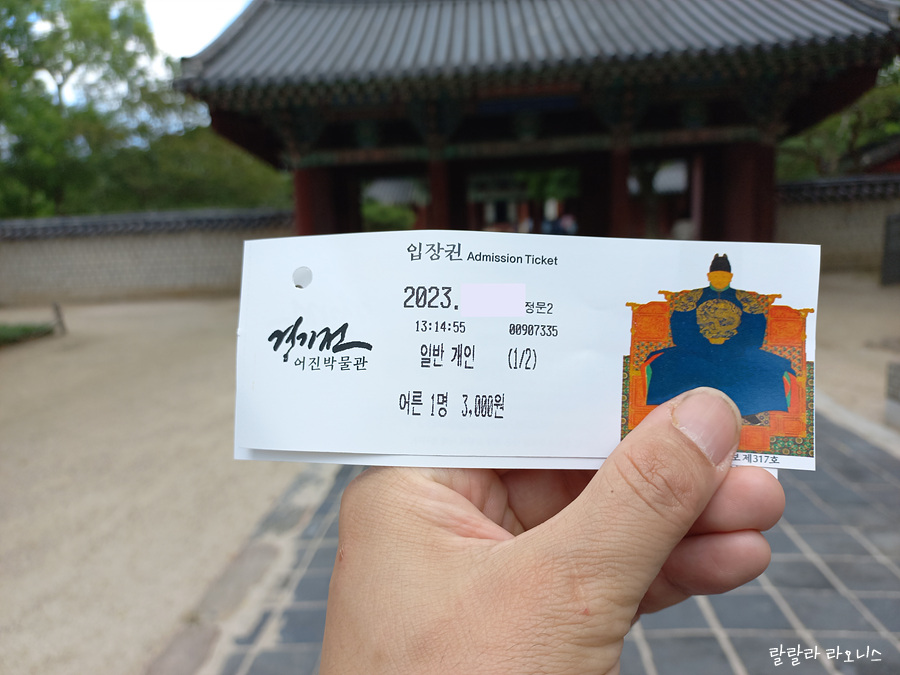 입장권 Admission Ticket
2023.
정문2
13:14:55 00907335
경기전
어진박물관
일반 개인 (1/2)
어른 1명 3,000원
보 제317호
랄랄라 라오니스